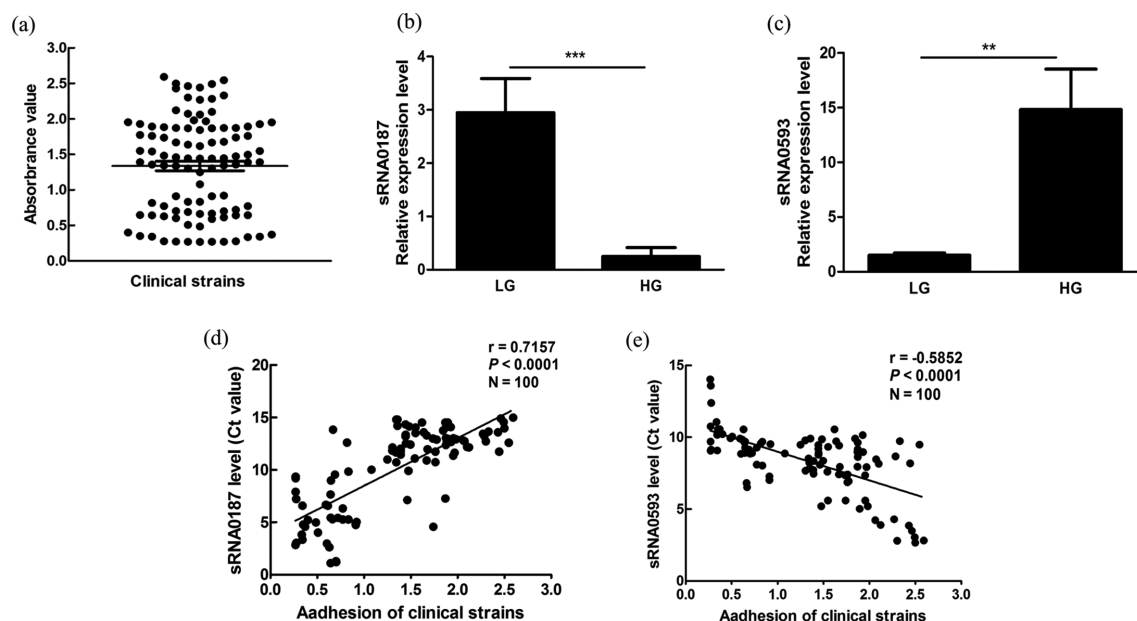 (a)
3.0
2.5
2.0
1.5
1.0
0.5
0.0
Absorbrance value
Clinical strains
(b)
4
3
2
1
0
sRNA0187
Relative expression level
***
LG
HG
(c)
20
15
10
5
0
sRNA0593
Relative expression level
**
LG
HG
(d)
20
15
10
5
0
sRNA0187 level (Ct value)
r = 0.7157
P < 0.0001
N = 100
0.0 0.5 1.0 1.5 2.0 2.5 3.0
Aadhesion of clinical strains
(e)
15
10
5
0
sRNA0593 level (Ct value)
r = -0.5852
P < 0.0001
N = 100
0.0 0.5 1.0 1.5 2.0 2.5 3.0
Aadhesion of clinical strains